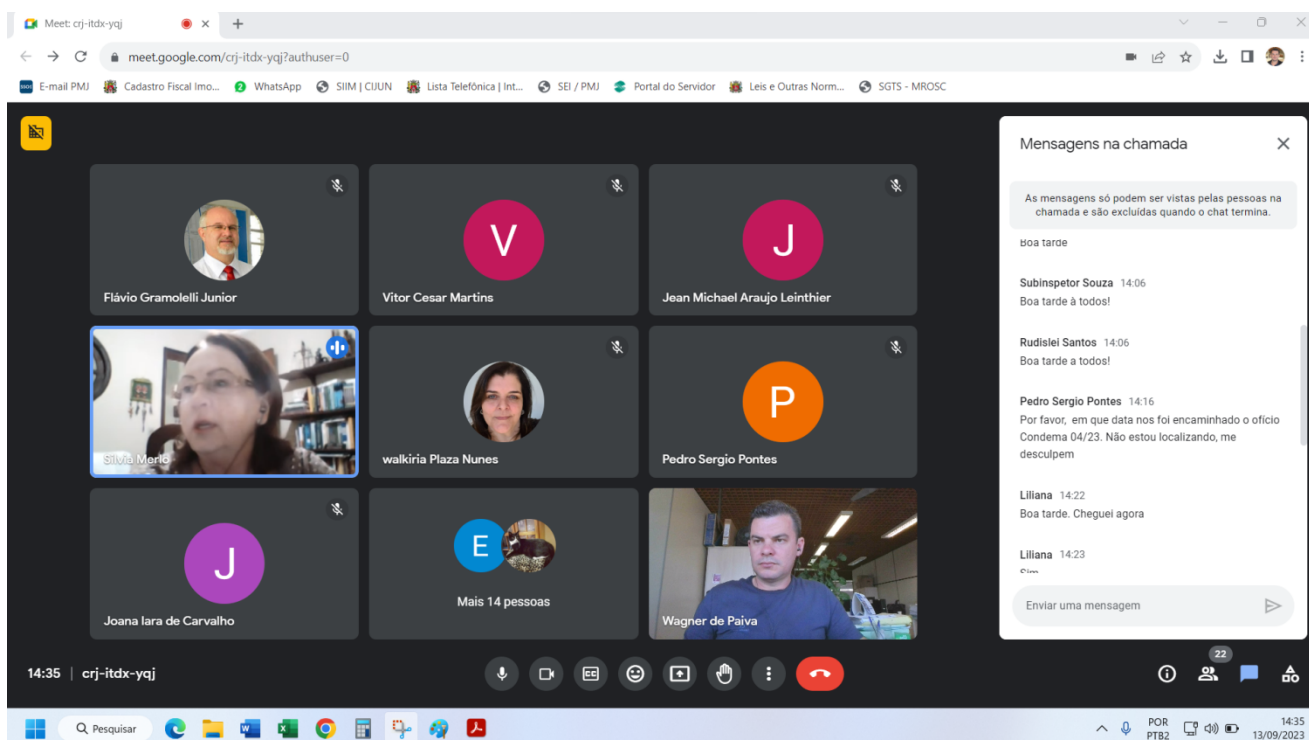 Meet: crj-itdx-yqj
meet.google.com/crj-itdx-yqj?authuser=0
E-mail PMJ
Cadastro Fiscal Imo...
WhatsApp
SIIM | CIJUN
Lista Telefônica | Int...
SEI / PMJ
Portal do Servidor
Leis e Outras Norm...
SGTS - MROSC
Flávio Gramolelli Junior
V
Vitor Cesar Martins
J
Jean Michael Araujo Leinthier
Silvia Merlo
walkiria Plaza Nunes
P
Pedro Sergio Pontes
J
Joana Iara de Carvalho
E
Mais 14 pessoas
Wagner de Paiva
Mensagens na chamada
As mensagens só podem ser vistas pelas pessoas na
chamada e são excluídas quando o chat termina.
Boa tarde
Subinspetor Souza 14:06
Boa tarde à todos!
Rudislei Santos 14:06
Boa tarde a todos!
Pedro Sergio Pontes 14:16
Por favor, em que data nos foi encaminhado o ofício
Condema 04/23. Não estou localizando, me
desculpem
Liliana 14:22
Boa tarde. Cheguei agora
Liliana 14:23
Sim
Enviar uma mensagem
14:35 | crj-itdx-yqj
22
Pesquisar
POR
PTB2
14:35
13/09/2023